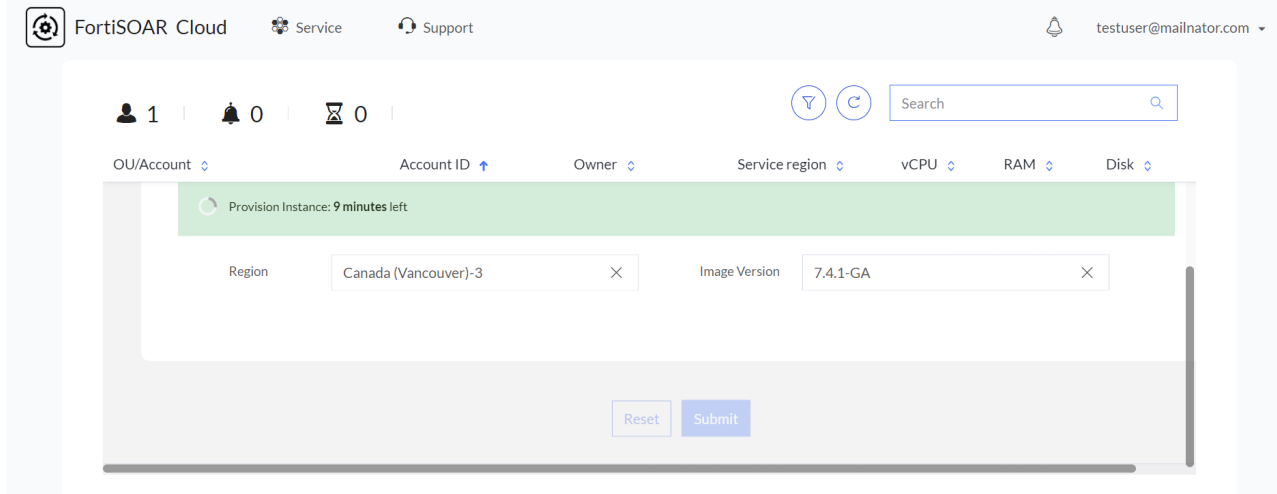 FortiSOAR Cloud Service Support testuser@mailnator.com
1 0 0 Search
OU/Account Account ID Owner Service region vCPU RAM Disk
Provision Instance: 9 minutes left
Region Canada (Vancouver)-3 Image Version 7.4.1-GA
Reset Submit